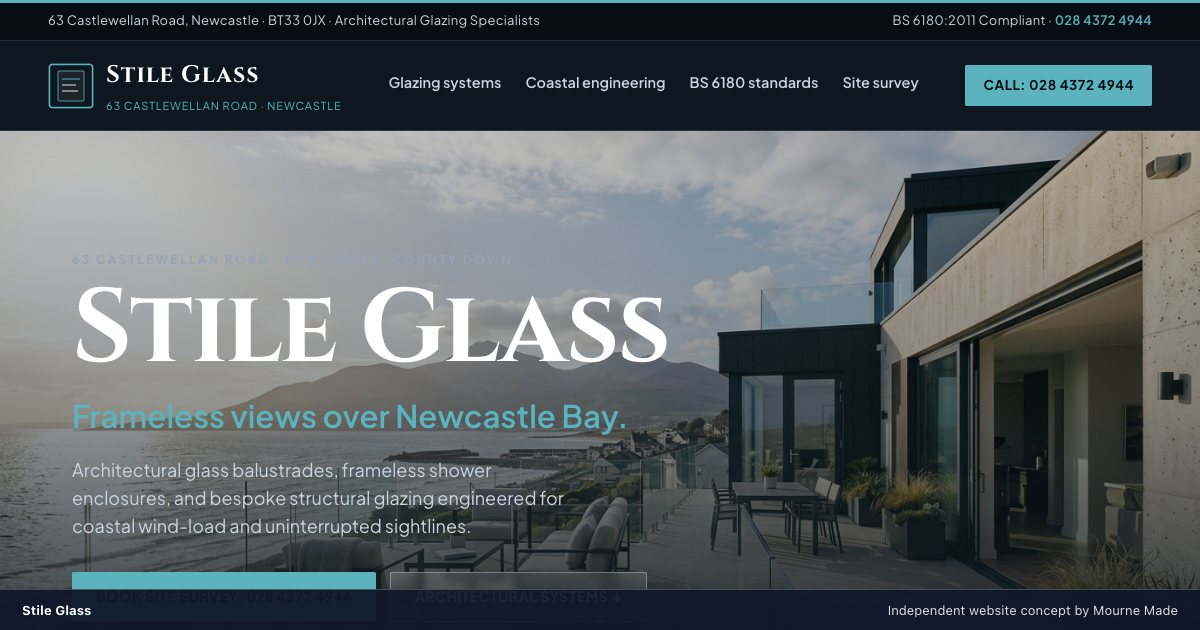 63 Castlewellan Road, Newcastle · BT33 0JX · Architectural Glazing Specialists
BS 6180:2011 Compliant · 028 4372 4944
Stile Glass
63 CASTLEWELLAN ROAD · NEWCASTLE
Glazing systems
Coastal engineering
BS 6180 standards
Site survey
CALL: 028 4372 4944
63 CASTLEWELLAN ROAD · NEWCASTLE, COUNTY DOWN
Stile Glass
Frameless views over Newcastle Bay.
Architectural glass balustrades, frameless shower
enclosures, and bespoke structural glazing engineered for
coastal wind-load and uninterrupted sightlines.
BOOK SITE SURVEY: 028 4372 4944
ARCHITECTURAL SYSTEMS ↓
Stile Glass
Independent website concept by Mourne Made